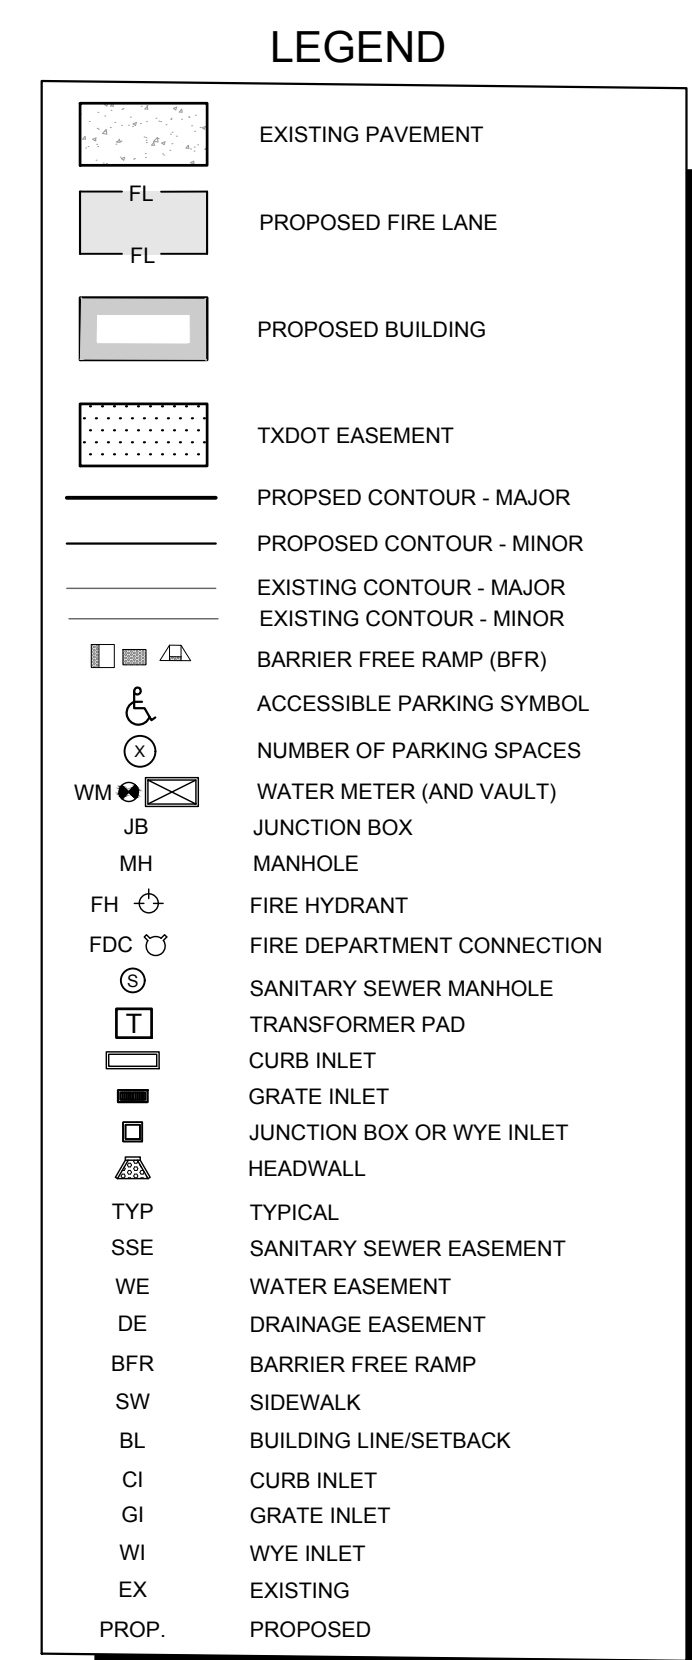 LEGEND
EXISTING PAVEMENT
FL
PROPOSED FIRE LANE
FL
PROPOSED BUILDING
TXDOT EASEMENT
PROPSED CONTOUR - MAJOR
PROPOSED CONTOUR - MINOR
EXISTING CONTOUR - MAJOR
EXISTING CONTOUR - MINOR
BARRIER FREE RAMP (BFR)
ACCESSIBLE PARKING SYMBOL
X NUMBER OF PARKING SPACES
WM WATER METER (AND VAULT)
JB JUNCTION BOX
MH MANHOLE
FH FIRE HYDRANT
FDC FIRE DEPARTMENT CONNECTION
S SANITARY SEWER MANHOLE
T TRANSFORMER PAD
CURB INLET
GRATE INLET
JUNCTION BOX OR WYE INLET
HEADWALL
TYP TYPICAL
SSE SANITARY SEWER EASEMENT
WE WATER EASEMENT
DE DRAINAGE EASEMENT
BFR BARRIER FREE RAMP
SW SIDEWALK
BL BUILDING LINE/SETBACK
CI CURB INLET
GI GRATE INLET
WI WYE INLET
EX EXISTING
PROP. PROPOSED